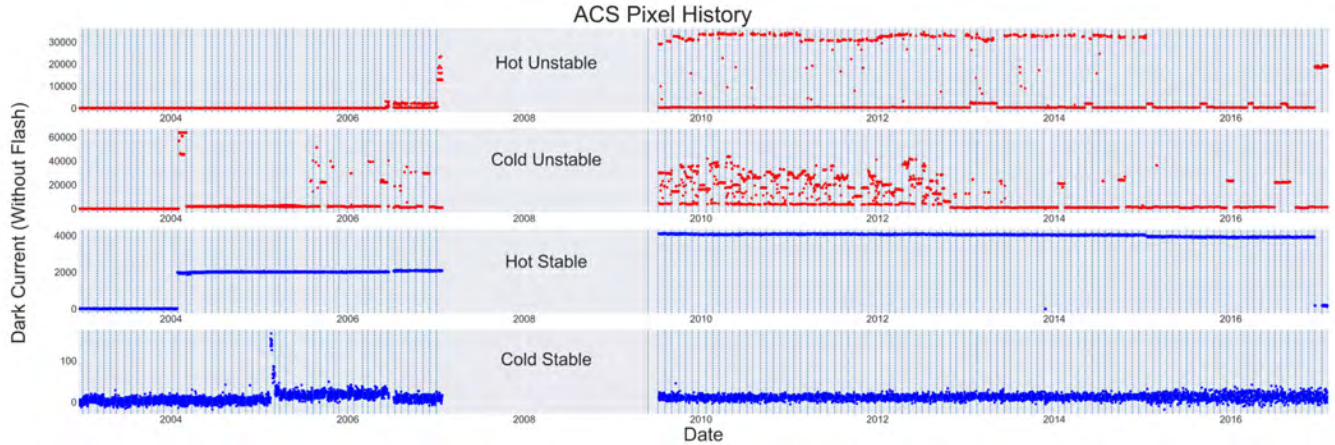 ACS Pixel History
Dark Current (Without Flash)
30000
20000
10000
0
Hot Unstable
2004 2006 2008 2010 2012 2014 2016
60000
40000
20000
0
Cold Unstable
2004 2006 2008 2010 2012 2014 2016
4000
2000
0
Hot Stable
2004 2006 2008 2010 2012 2014 2016
100
0
Cold Stable
2004 2006 2008 2010 2012 2014 2016
Date